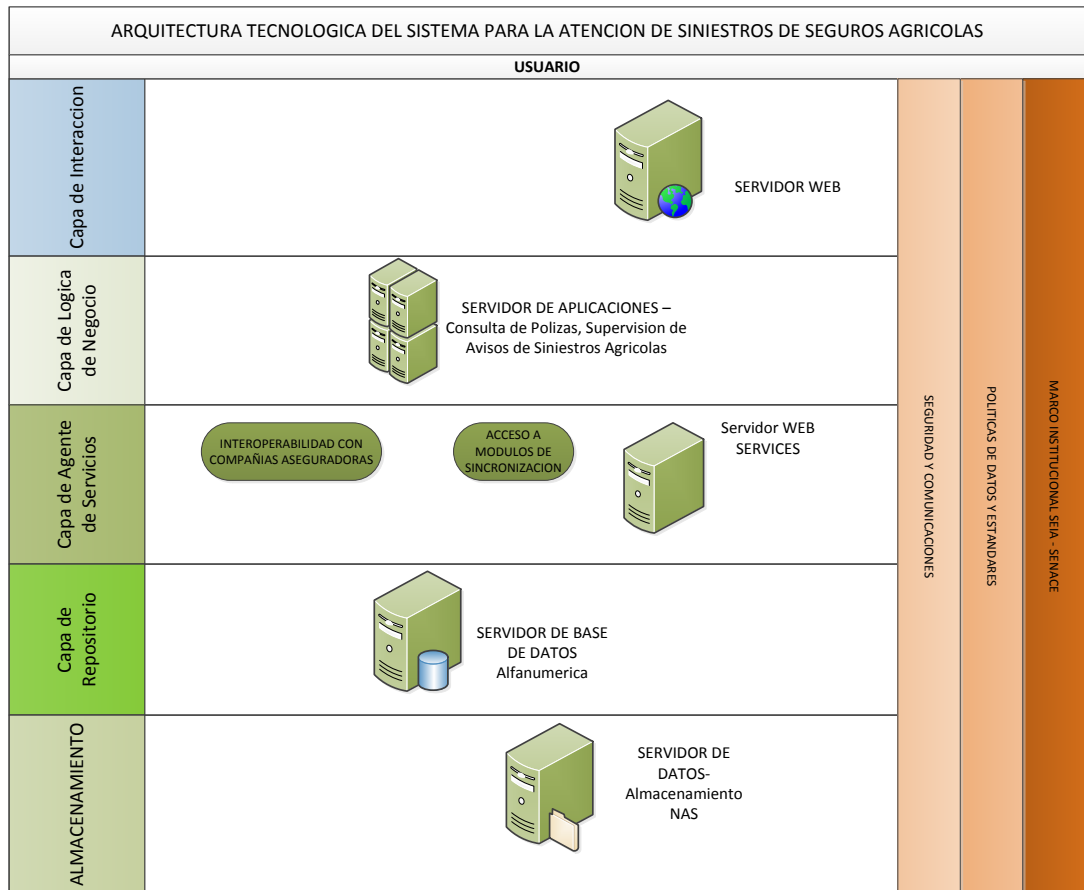 ARQUITECTURA TECNOLOGICA DEL SISTEMA PARA LA ATENCION DE SINIESTROS DE SEGUROS AGRICOLAS
USUARIO
Capa de Interaccion
SERVIDOR WEB
Capa de Logica
de Negocio
SERVIDOR DE APLICACIONES –
Consulta de Polizas, Supervision de
Avisos de Siniestros Agricolas
Capa de Agente
de Servicios
INTEROPERABILIDAD CON
COMPAÑIAS ASEGURADORAS
ACCESO A
MODULOS DE
SINCRONIZACION
Servidor WEB
SERVICES
Capa de
Repositorio
SERVIDOR DE BASE
DE DATOS
Alfanumerica
ALMACENAMIENTO
SERVIDOR DE
DATOS-
Almacenamiento
NAS
SEGURIDAD Y COMUNICACIONES
POLITICAS DE DATOS Y ESTANDARES
MARCO INSTITUCIONAL SEIA - SENACE